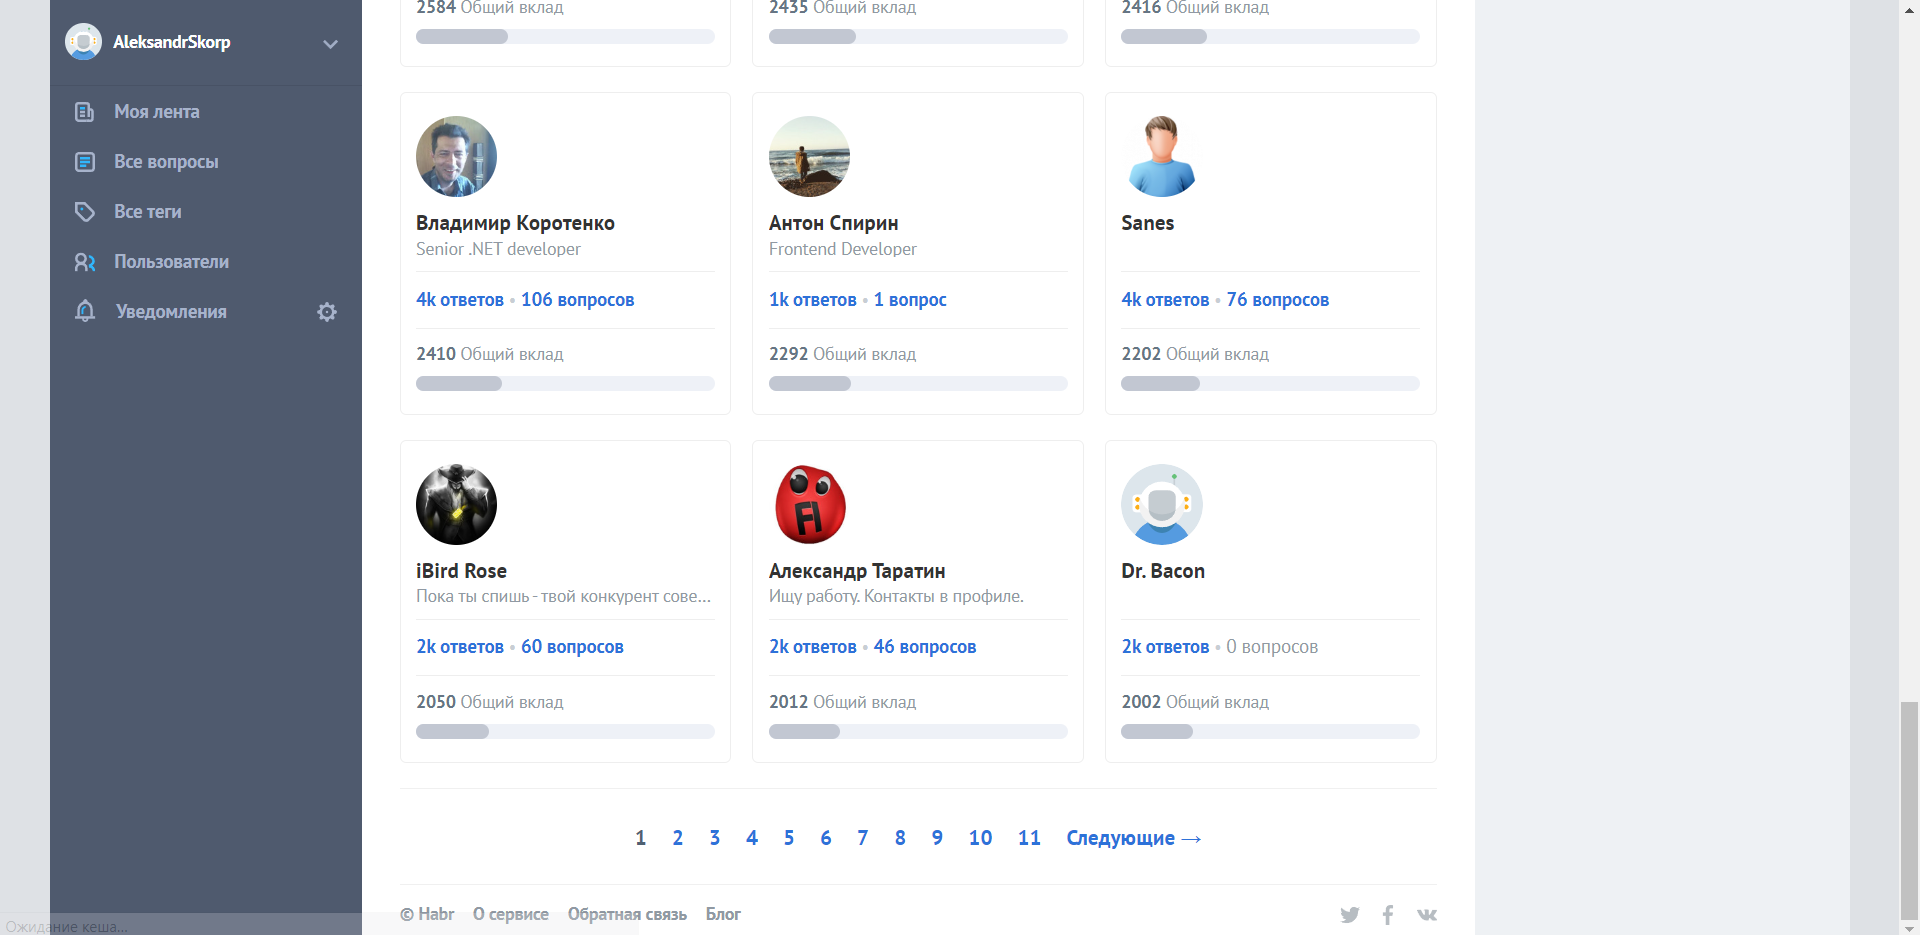 AleksandrSkorp
Моя лента
Все вопросы
Все теги
Пользователи
Уведомления
2584 Общий вклад
2435 Общий вклад
2416 Общий вклад
Владимир Коротенко
Senior .NET developer
4k ответов • 106 вопросов
2410 Общий вклад
Антон Спирин
Frontend Developer
1k ответов • 1 вопрос
2292 Общий вклад
Sanes
4k ответов • 76 вопросов
2202 Общий вклад
iBird Rose
Пока ты спишь - твой конкурент сове...
2k ответов • 60 вопросов
2050 Общий вклад
FI
Александр Таратин
Ищу работу. Контакты в профиле.
2k ответов • 46 вопросов
2012 Общий вклад
Dr. Bacon
2k ответов • 0 вопросов
2002 Общий вклад
1 2 3 4 5 6 7 8 9 10 11 Следующие →
© Habr О сервисе Обратная связь Блог
Ожидание кеша...